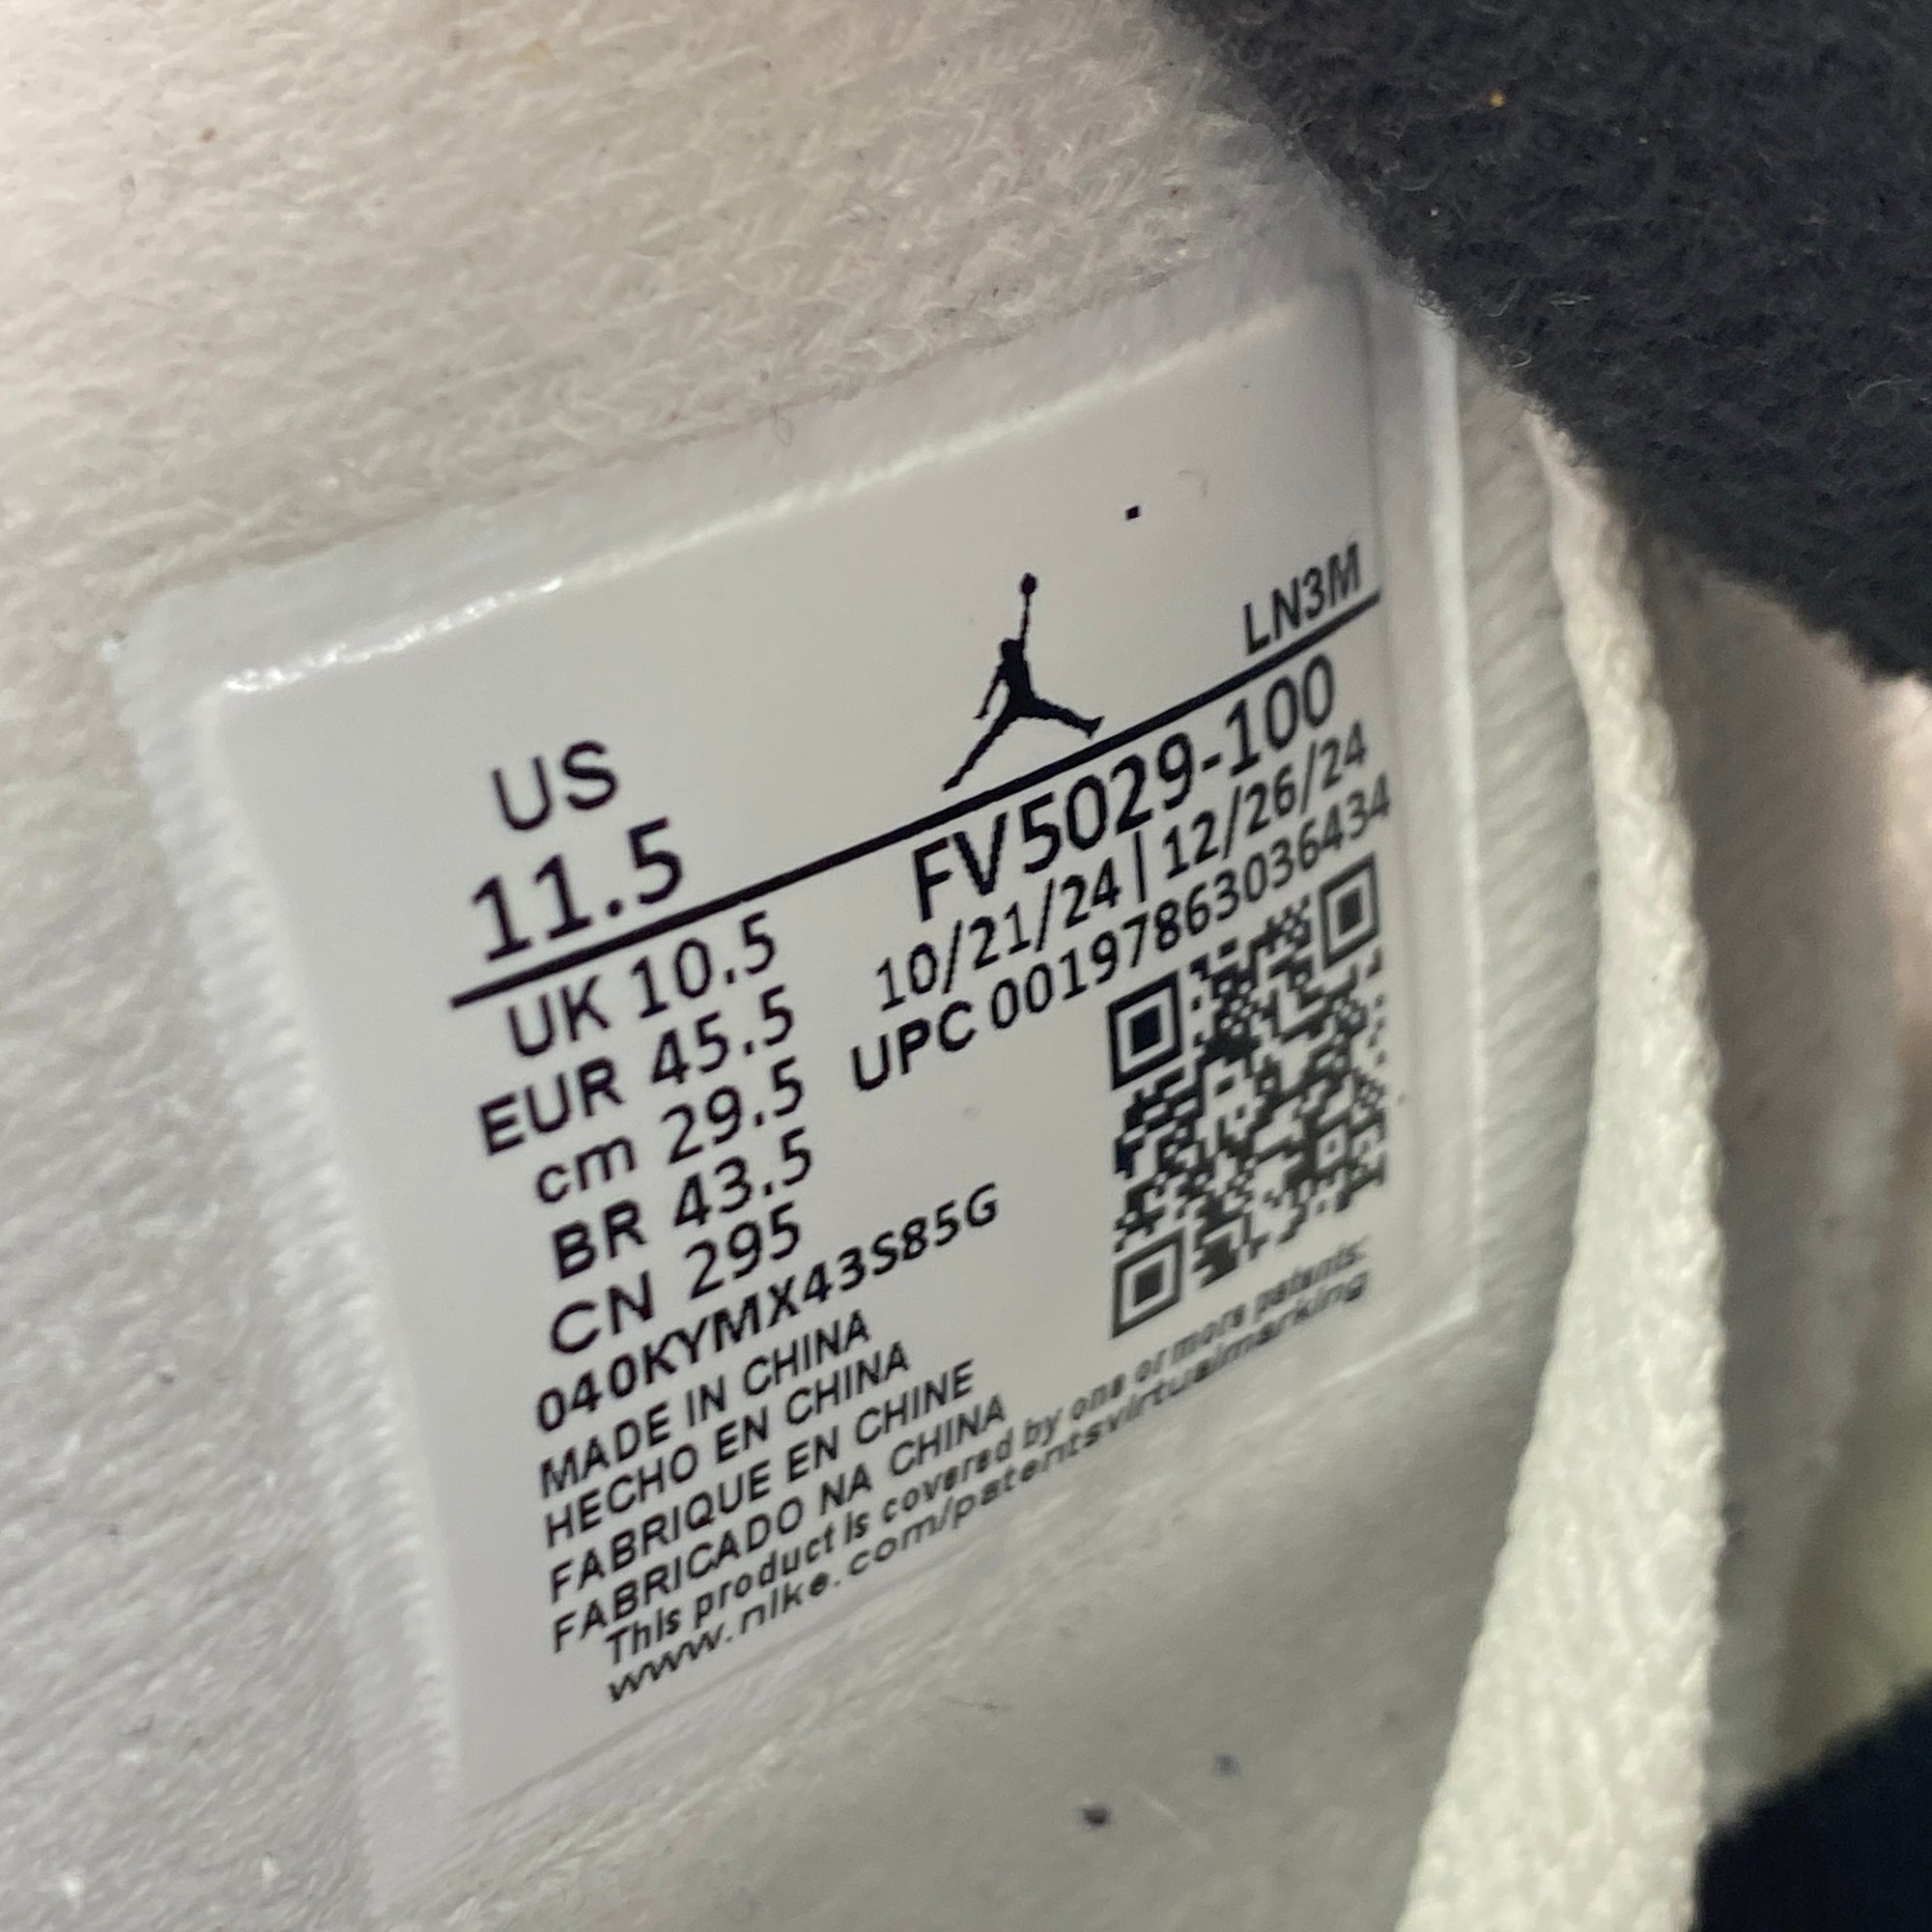 LN3M
US
11.5
FV5029-100
10/21/24|12/26/24
UPC 00197863036434
UK 10.5
EUR 45.5
cm 29.5
BR 43.5
CN 295
040KYMX43S85G
MADE IN CHINA
HECHO EN CHINA
FABRIQUE EN CHINE
FABRICADO NA CHINA
This product is covered by one or more patents:
www.nike.com/patentsvirtualmarking